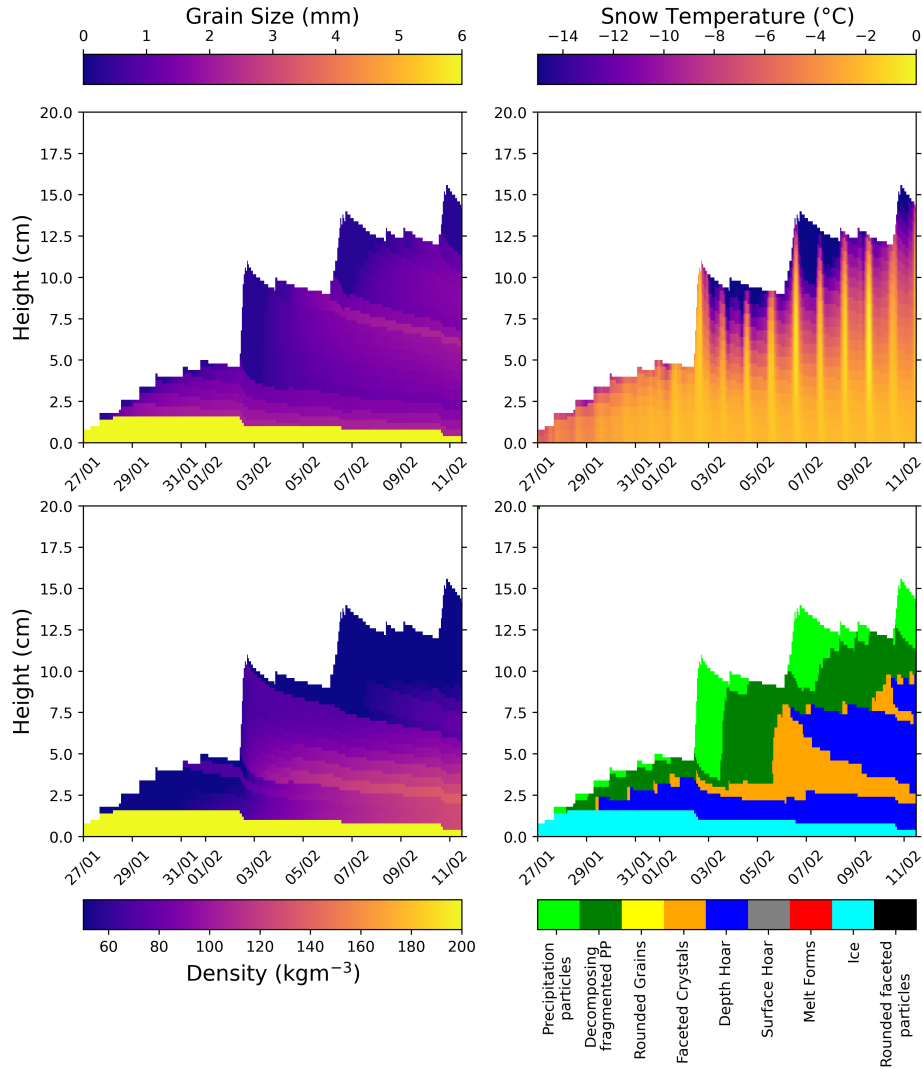 Grain Size (mm)
0 1 2 3 4 5 6
Snow Temperature (°C)
−14 −12 −10 −8 −6 −4 −2 0
Height (cm)
20.0
17.5
15.0
12.5
10.0
7.5
5.0
2.5
0.0
27/01 29/01 31/01 01/02 03/02 05/02 07/02 09/02 11/02
20.0
17.5
15.0
12.5
10.0
7.5
5.0
2.5
0.0
27/01 29/01 31/01 01/02 03/02 05/02 07/02 09/02 11/02
Height (cm)
20.0
17.5
15.0
12.5
10.0
7.5
5.0
2.5
0.0
27/01 29/01 31/01 01/02 03/02 05/02 07/02 09/02 11/02
20.0
17.5
15.0
12.5
10.0
7.5
5.0
2.5
0.0
27/01 29/01 31/01 01/02 03/02 05/02 07/02 09/02 11/02
60 80 100 120 140 160 180 200
Density (kgm⁻³)
Precipitation
particles
Decomposing
fragmented PP
Rounded Grains
Faceted Crystals
Depth Hoar
Surface Hoar
Melt Forms
Ice
Rounded faceted
particles